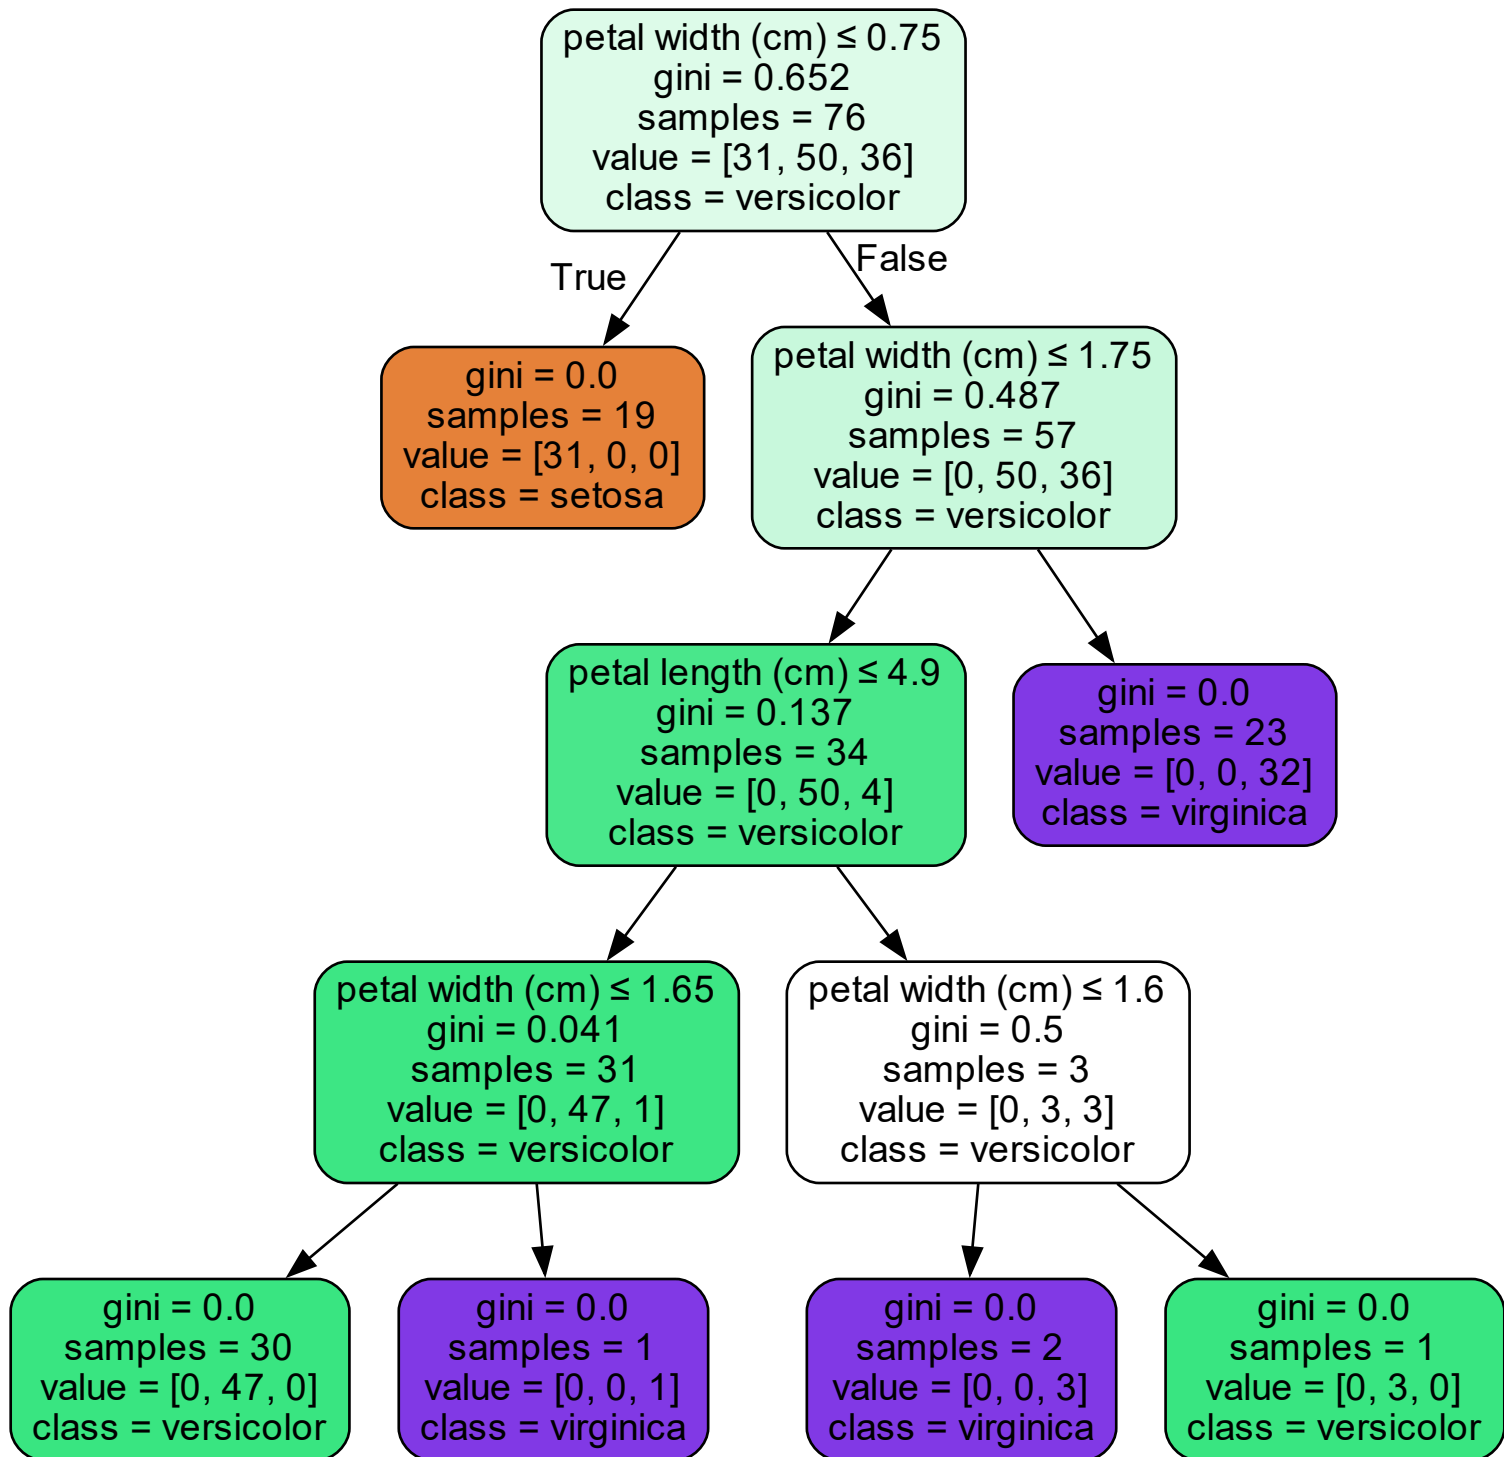 petal width (cm) ≤ 0.75
gini = 0.652
samples = 76
value = [31, 50, 36]
class = versicolor
True
False
gini = 0.0
samples = 19
value = [31, 0, 0]
class = setosa
petal width (cm) ≤ 1.75
gini = 0.487
samples = 57
value = [0, 50, 36]
class = versicolor
petal length (cm) ≤ 4.9
gini = 0.137
samples = 34
value = [0, 50, 4]
class = versicolor
gini = 0.0
samples = 23
value = [0, 0, 32]
class = virginica
petal width (cm) ≤ 1.65
gini = 0.041
samples = 31
value = [0, 47, 1]
class = versicolor
petal width (cm) ≤ 1.6
gini = 0.5
samples = 3
value = [0, 3, 3]
class = versicolor
gini = 0.0
samples = 30
value = [0, 47, 0]
class = versicolor
gini = 0.0
samples = 1
value = [0, 0, 1]
class = virginica
gini = 0.0
samples = 2
value = [0, 0, 3]
class = virginica
gini = 0.0
samples = 1
value = [0, 3, 0]
class = versicolor